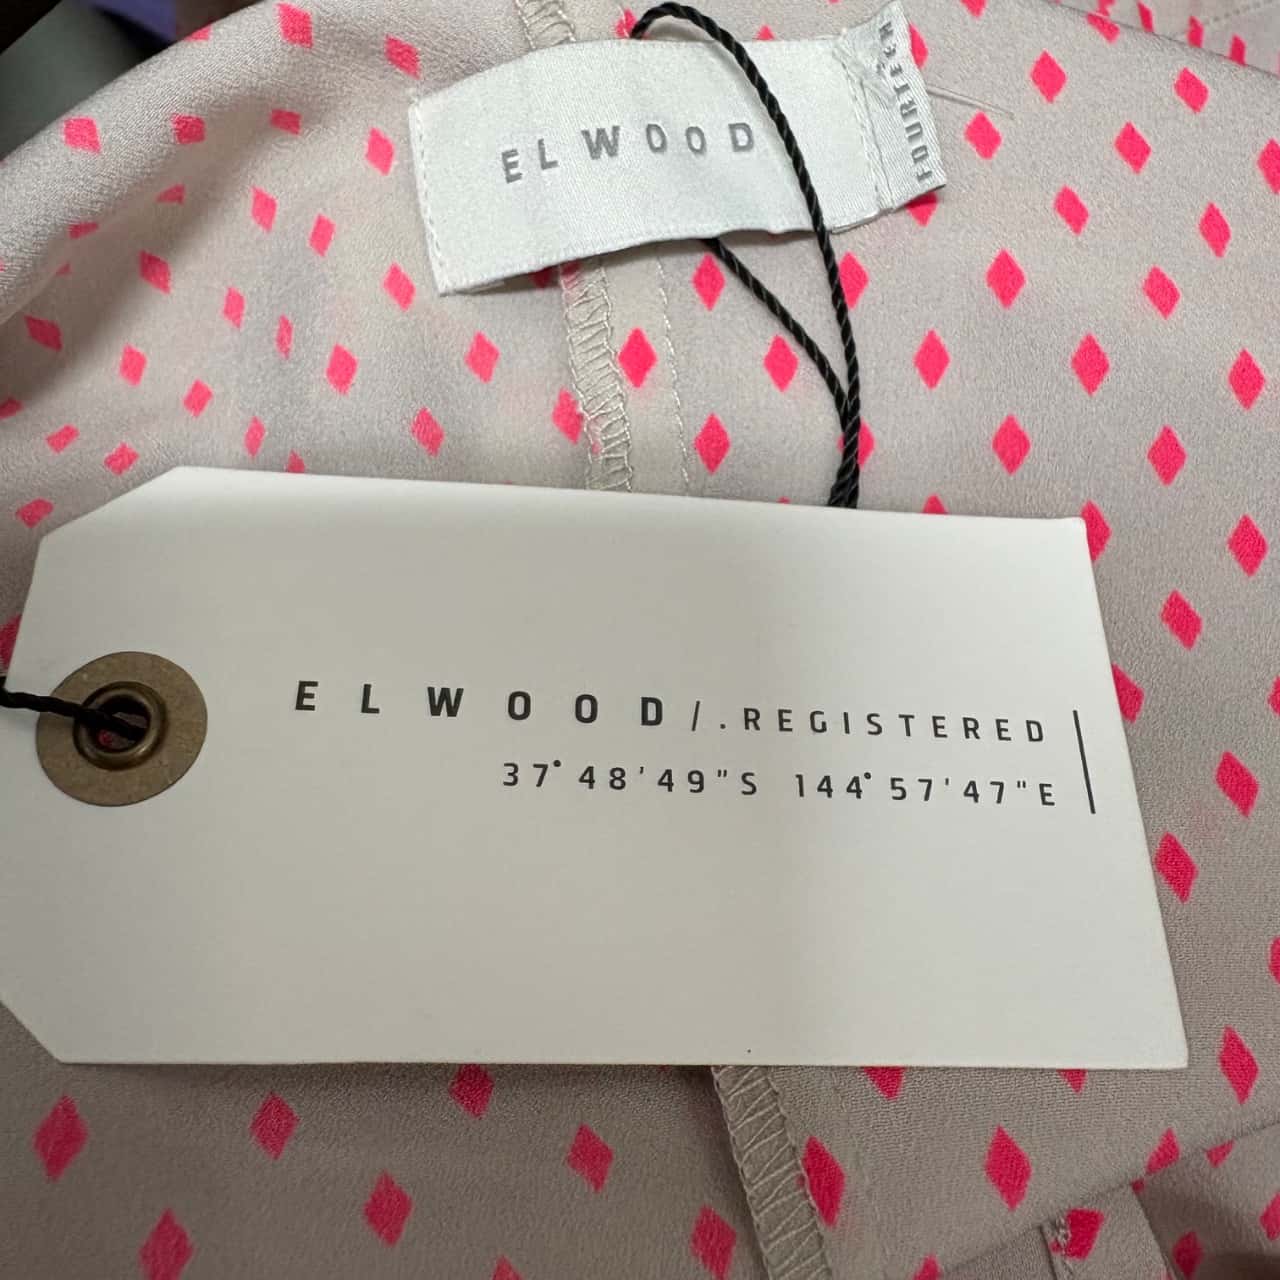 ELWOOD
FOURTEEN
ELWOOD/.REGISTERED
37°48'49"S 144°57'47"E